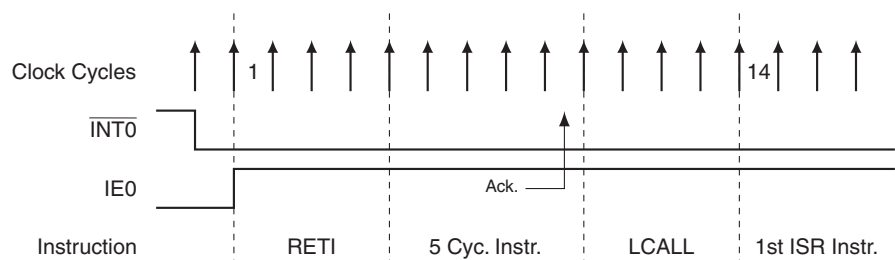 Clock Cycles 1 14
INT0
IE0
Ack.
Instruction RETI 5 Cyc. Instr. LCALL 1st ISR Instr.